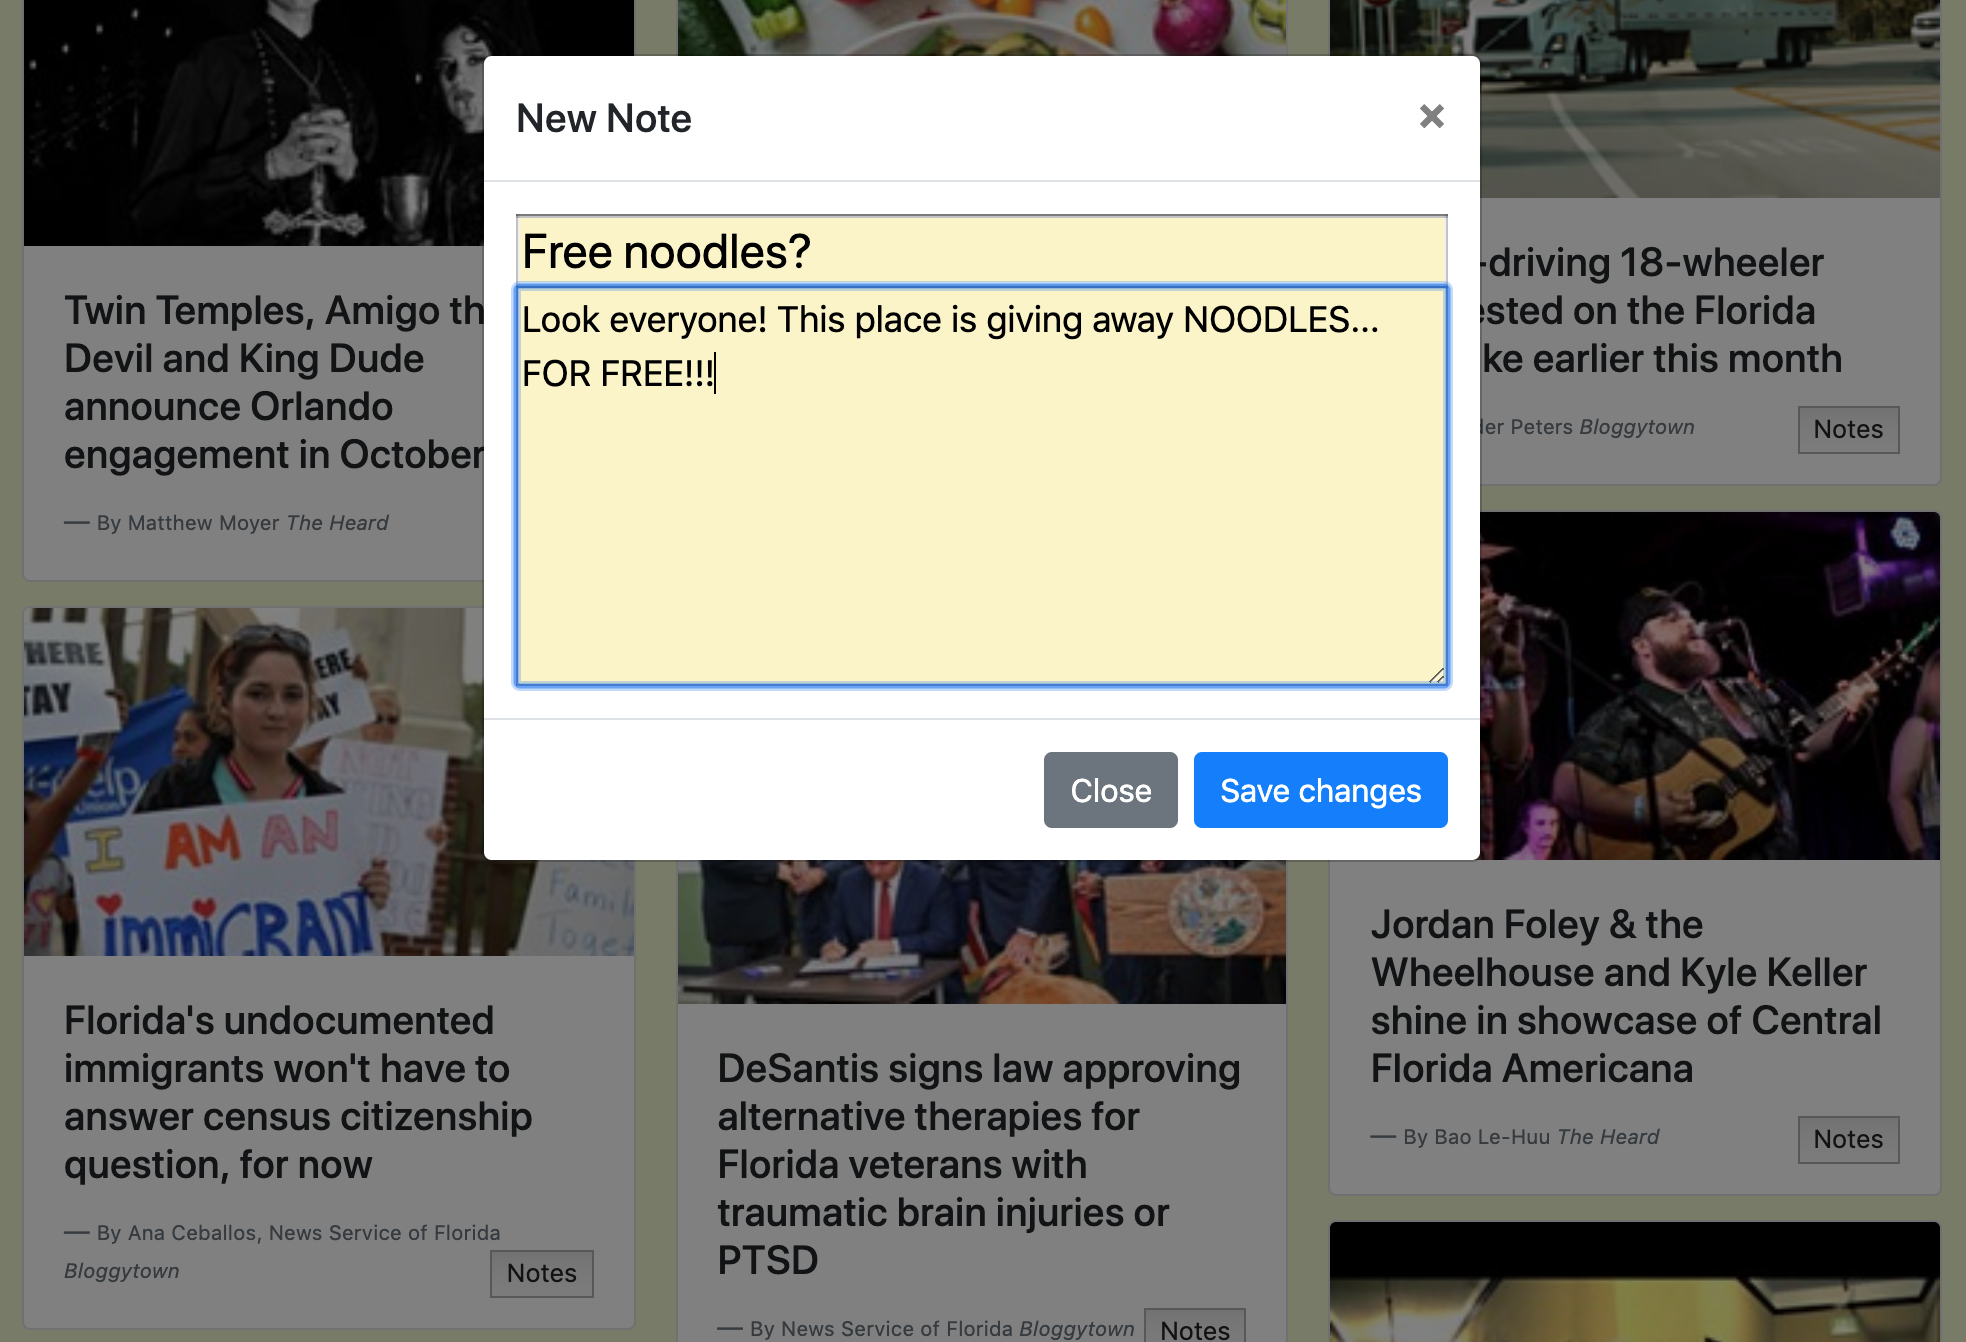 New Note
×
Free noodles?
Look everyone! This place is giving away NOODLES...
FOR FREE!!!
Close
Save changes
Twin Temples, Amigo th
Devil and King Dude
announce Orlando
engagement in October
— By Matthew Moyer The Heard
-driving 18-wheeler
ested on the Florida
ke earlier this month
der Peters Bloggytown
Notes
HERE
TAY
ERE
AY
I AM AN
immiGRANT
Famili
Toget
Florida's undocumented
immigrants won't have to
answer census citizenship
question, for now
— By Ana Ceballos, News Service of Florida
Bloggytown
Notes
DeSantis signs law approving
alternative therapies for
Florida veterans with
traumatic brain injuries or
PTSD
— By News Service of Florida Bloggytown
Notes
Jordan Foley & the
Wheelhouse and Kyle Keller
shine in showcase of Central
Florida Americana
— By Bao Le-Huu The Heard
Notes